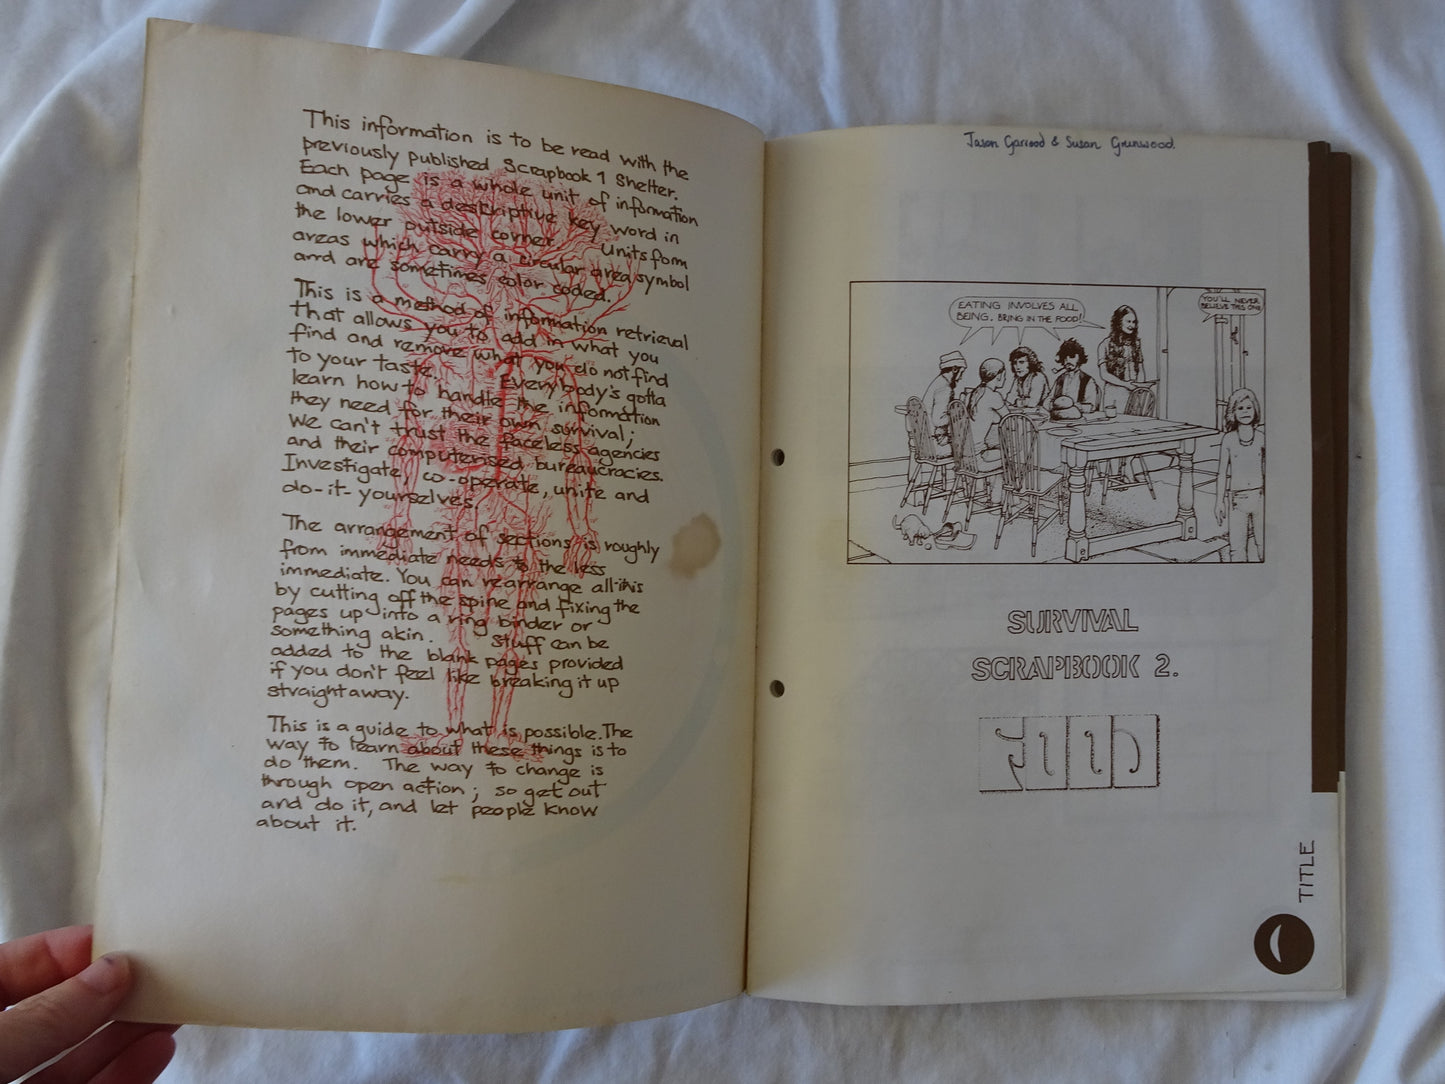 This information is to be read with the
previously published Scrapbook 1 Shelter.
Each page is a whole unit of information
and carries a descriptive key word in
the lower outside corner. Units form
areas which carry a circular area symbol
and are sometimes color coded.
This is a method of information retrieval
that allows you to add in what you
find and remove what you do not find
to your taste. Everybody's gotta
learn how to handle the information
they need for their own survival;
We can't trust the faceless agencies
and their computerised bureaucracies.
Investigate, co-operate, unite and
do-it-yourselves.
The arrangement of sections is roughly
from immediate needs to the less
immediate. You can rearrange all this
by cutting off the spine and fixing the
pages up into a ring binder or
something akin. Stuff can be
added to the blank pages provided
if you don't feel like breaking it up
straight away.
This is a guide to what is possible. The
way to learn about these things is to
do them. The way to change is
through open action; so get out
and do it, and let people know
about it.
Jason Garrood & Susan Grunwood.
EATING INVOLVES ALL
BEING. BRING IN THE FOOD!
YOU'LL NEVER
BELIEVE THIS ONE
SURVIVAL
SCRAPBOOK 2.
FOOD
TITLE